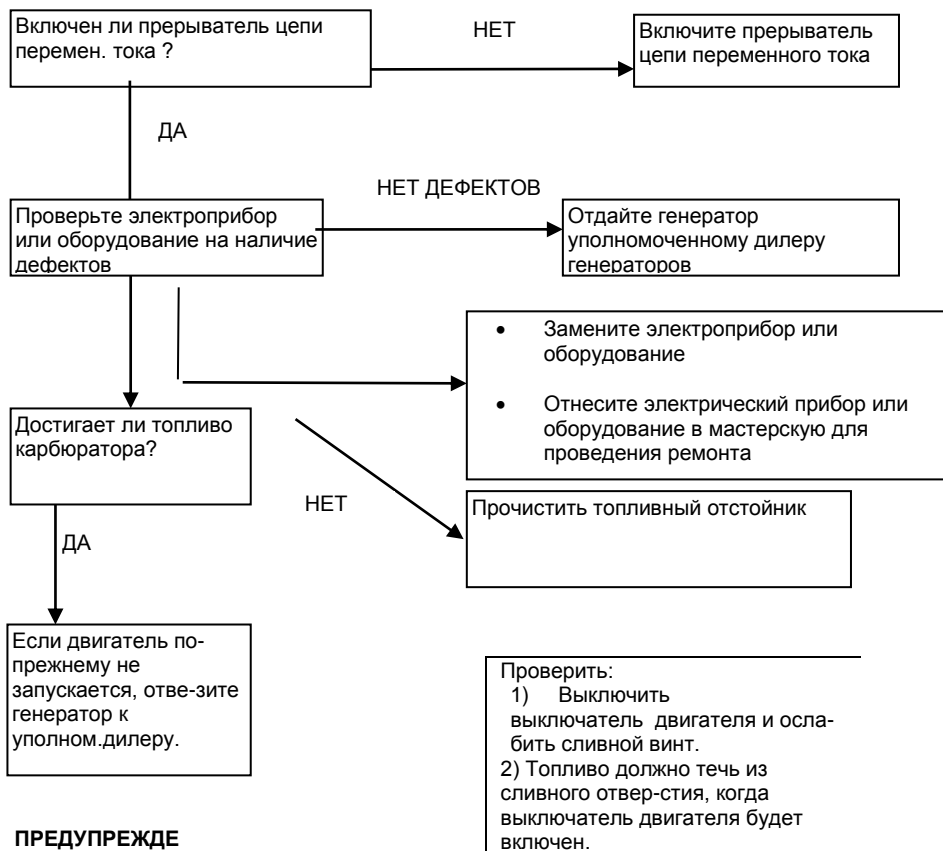 Включен ли прерыватель цепи
перемен. тока ?
НЕТ
Включите прерыватель
цепи переменного тока
ДА
Проверьте электроприбор
или оборудование на наличие
дефектов
НЕТ ДЕФЕКТОВ
Отдайте генератор
уполномоченному дилеру
генераторов
• Замените электроприбор или
оборудование
• Отнесите электрический прибор или
оборудование в мастерскую для
проведения ремонта
Достигает ли топливо
карбюратора?
НЕТ
Прочистить топливный отстойник
ДА
Если двигатель по-
прежнему не
запускается, отве-зите
генератор к
уполном.дилеру.
Проверить:
1) Выключить
выключатель двигателя и осла-
бить сливной винт.
2) Топливо должно течь из
сливного отвер-стия, когда
выключатель двигателя будет
включен.
ПРЕДУПРЕЖДЕ